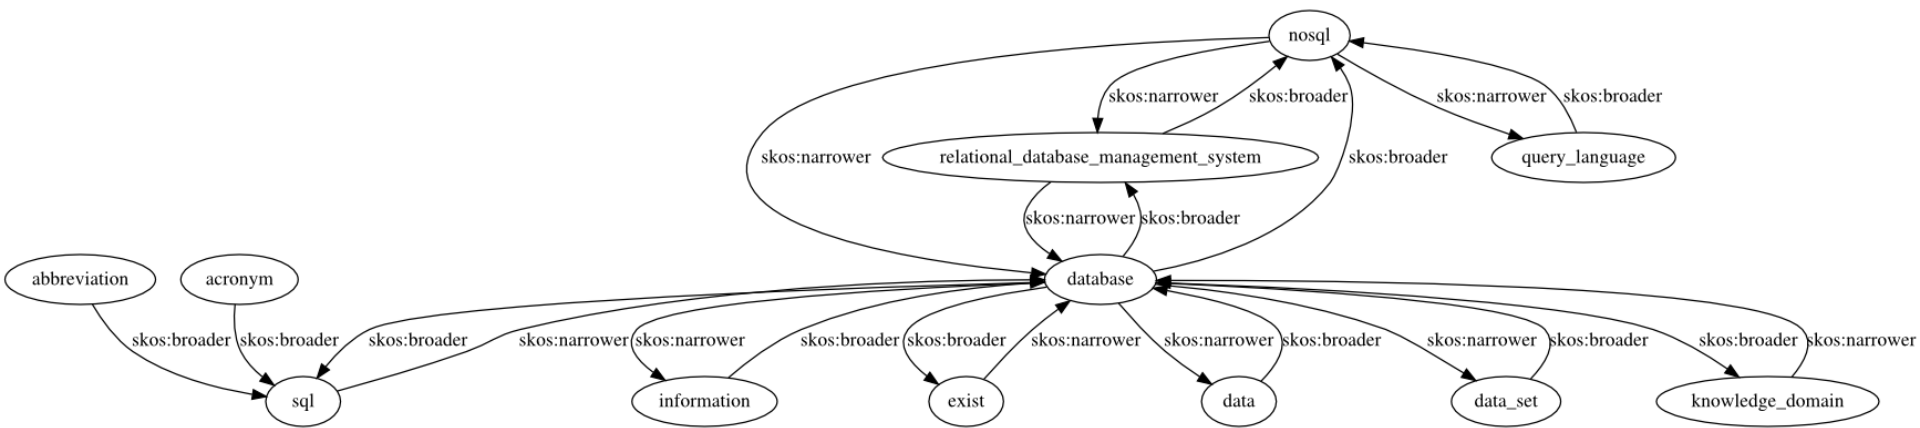 nosql
skos:narrower skos:broader skos:narrower skos:broader
skos:narrower relational_database_management_system skos:broader query_language
skos:narrower skos:broader
abbreviation acronym database
skos:broader skos:broader skos:broader skos:narrower skos:narrower skos:broader skos:broader skos:narrower skos:narrower skos:broader skos:narrower skos:broader skos:broader skos:narrower
sql information exist data data_set knowledge_domain